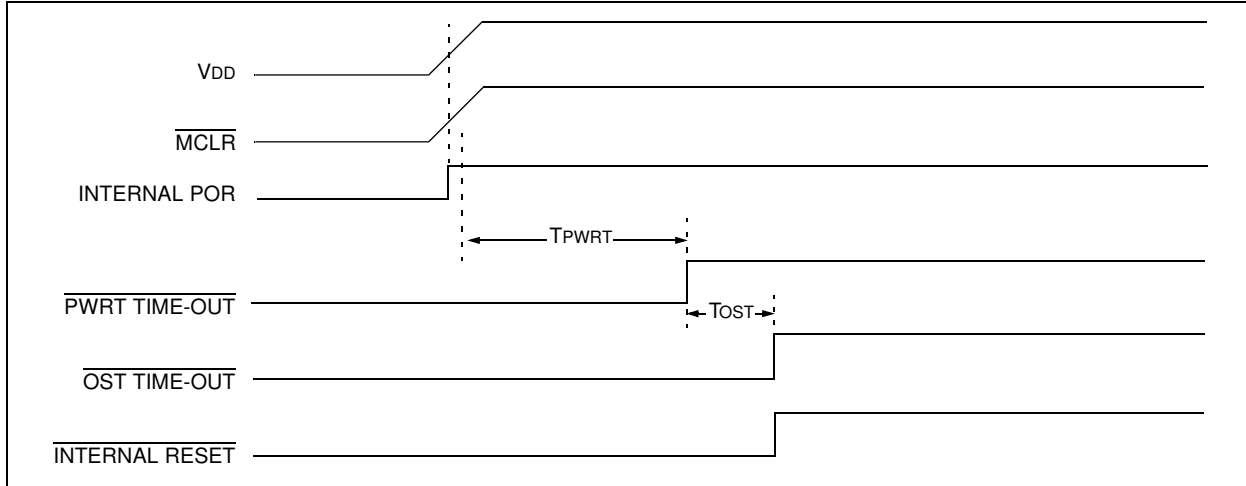 VDD
MCLR
INTERNAL POR
TPWRT
PWRT TIME-OUT
TOST
OST TIME-OUT
INTERNAL RESET